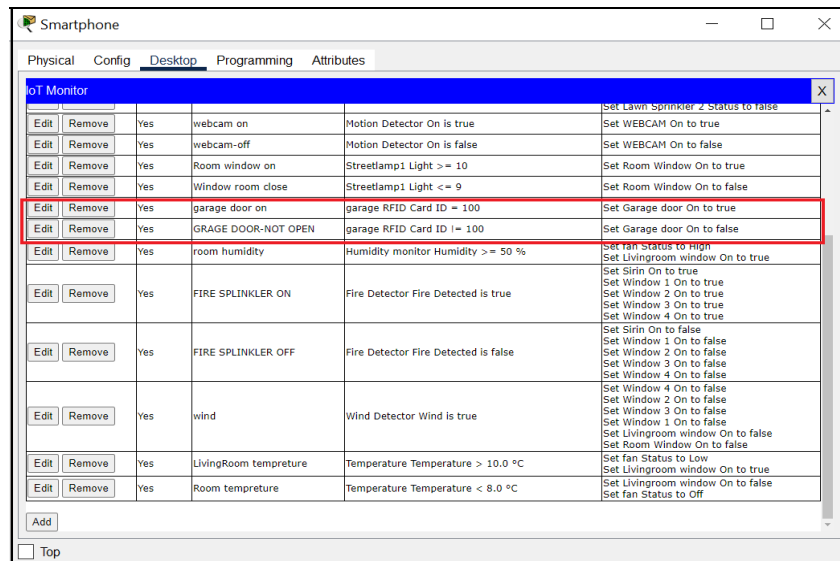 Smartphone
Physical Config Desktop Programming Attributes
IoT Monitor X
Set Lawn Sprinkler 2 Status to false
Edit Remove Yes webcam on Motion Detector On is true Set WEBCAM On to true
Edit Remove Yes webcam-off Motion Detector On is false Set WEBCAM On to false
Edit Remove Yes Room window on Streetlamp1 Light >= 10 Set Room Window On to true
Edit Remove Yes Window room close Streetlamp1 Light <= 9 Set Room Window On to false
Edit Remove Yes garage door on garage RFID Card ID = 100 Set Garage door On to true
Edit Remove Yes GRAGE DOOR-NOT OPEN garage RFID Card ID != 100 Set Garage door On to false
Edit Remove Yes room humidity Humidity monitor Humidity >= 50 % Set fan Status to High
Set Livingroom window On to true
Edit Remove Yes FIRE SPLINKLER ON Fire Detector Fire Detected is true Set Sirin On to true
Set Window 1 On to true
Set Window 2 On to true
Set Window 3 On to true
Set Window 4 On to true
Edit Remove Yes FIRE SPLINKLER OFF Fire Detector Fire Detected is false Set Sirin On to false
Set Window 1 On to false
Set Window 2 On to false
Set Window 3 On to false
Set Window 4 On to false
Edit Remove Yes wind Wind Detector Wind is true Set Window 4 On to false
Set Window 2 On to false
Set Window 3 On to false
Set Window 1 On to false
Set Livingroom window On to false
Set Room Window On to false
Edit Remove Yes LivingRoom tempreture Temperature Temperature > 10.0 °C Set fan Status to Low
Set Livingroom window On to true
Edit Remove Yes Room tempreture Temperature Temperature < 8.0 °C Set Livingroom window On to false
Set fan Status to Off
Add
Top